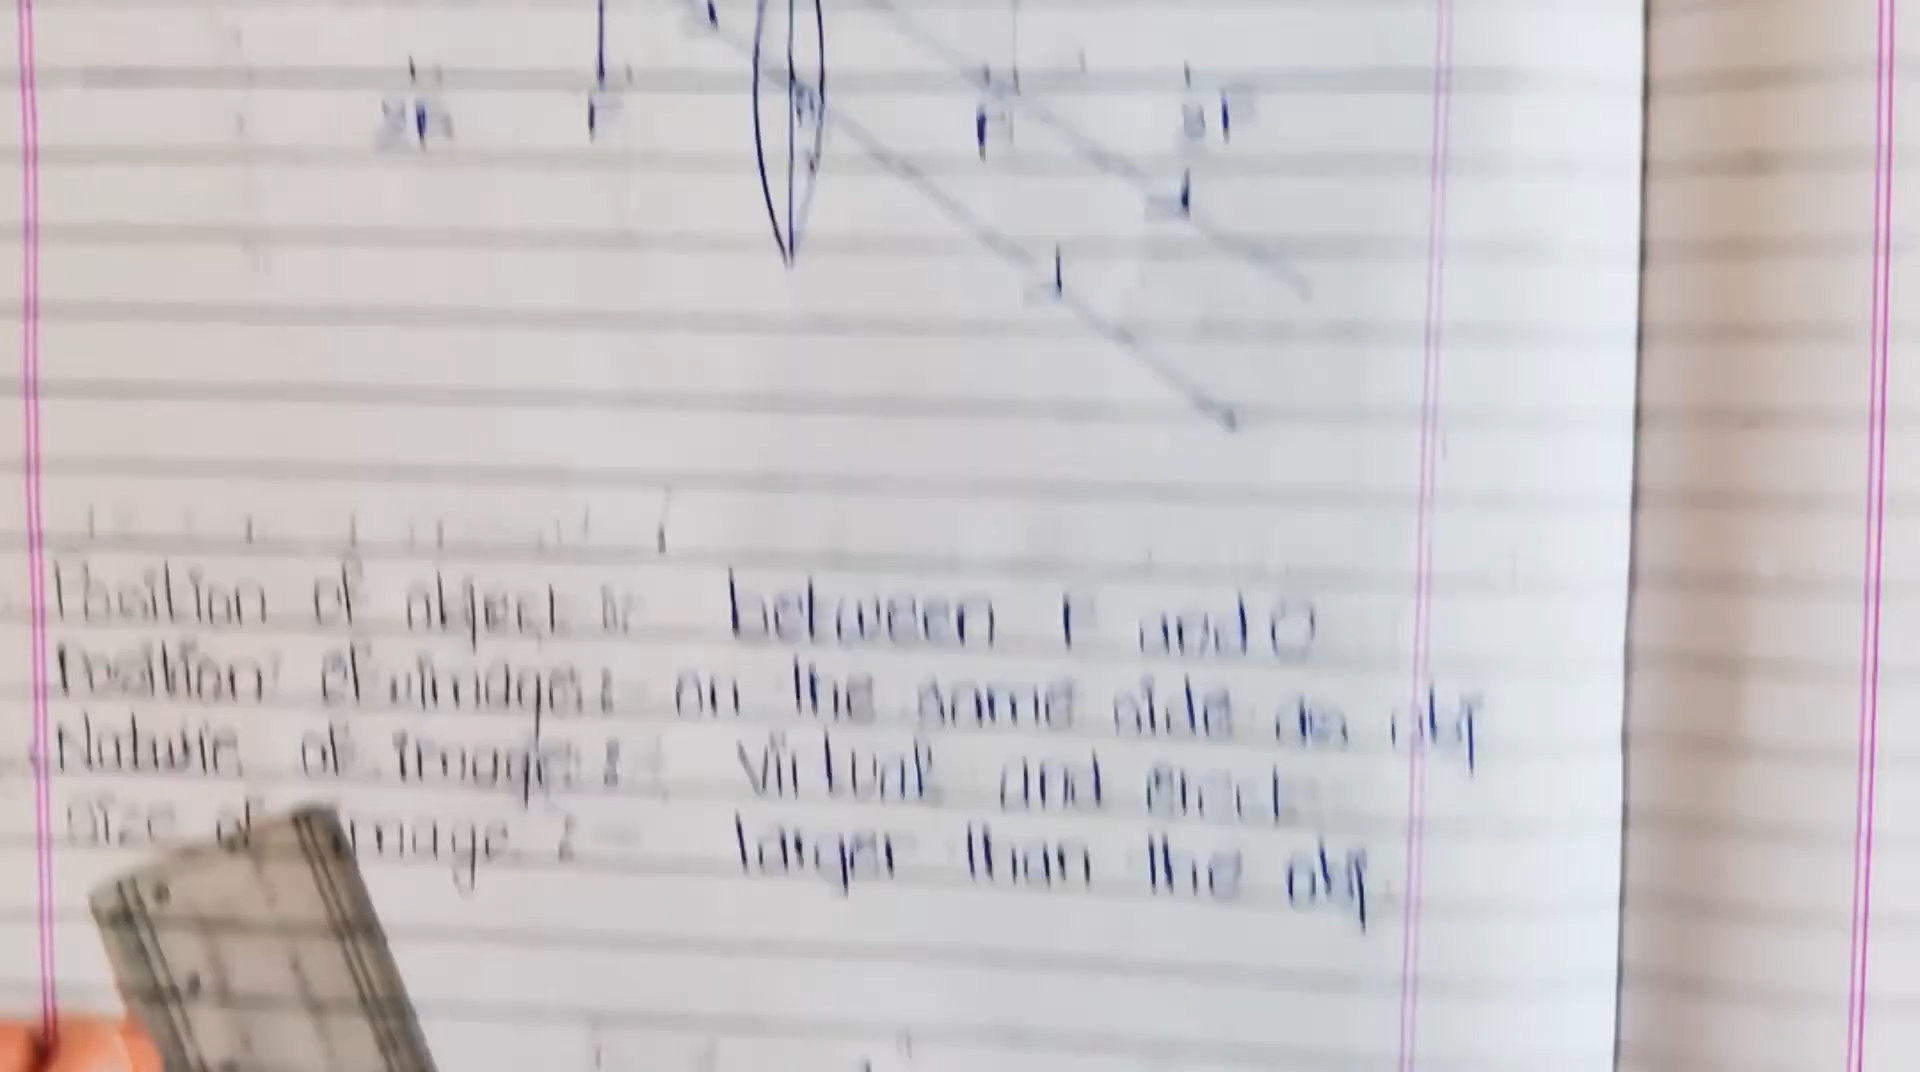 2F F F 2F
Position of object :- between F and O
Position of image :- on the same side as obj
Nature of image :- Virtual and erect
Size of image :- larger than the obj.